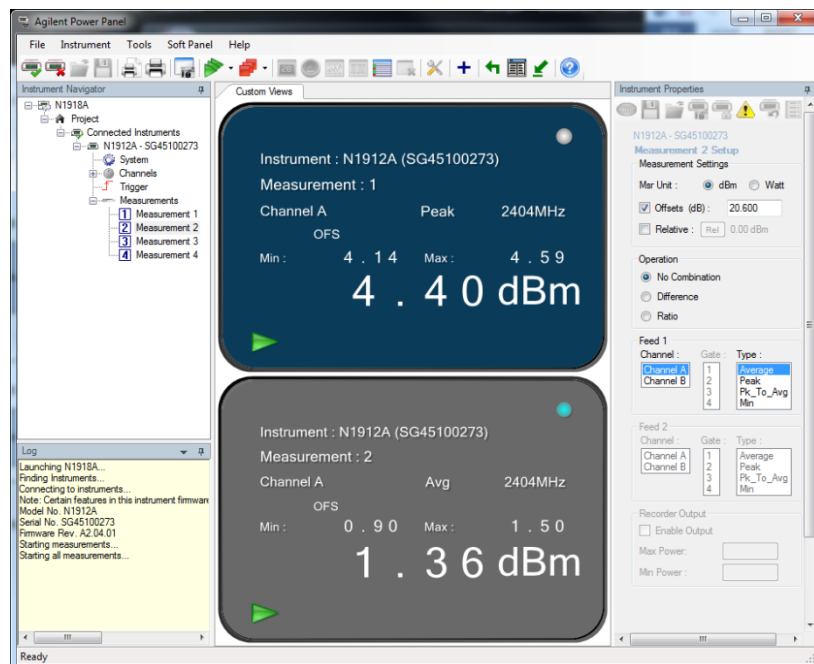 Agilent Power Panel
File Instrument Tools Soft Panel Help
Instrument Navigator
N1918A
Project
Connected Instruments
N1912A - SG45100273
System
Channels
Trigger
Measurements
1 Measurement 1
2 Measurement 2
3 Measurement 3
4 Measurement 4
Log
Launching N1918A...
Finding Instruments...
Connecting to instruments...
Note: Certain features in this instrument firmware
Model No. N1912A
Serial No. SG45100273
Firmware Rev. A2.04.01
Starting measurements...
Starting all measurements...
Custom Views
Instrument : N1912A (SG45100273)
Measurement : 1
Channel A Peak 2404MHz
OFS
Min : 4 . 1 4 Max : 4 . 5 9
4 . 4 0 dBm
Instrument : N1912A (SG45100273)
Measurement : 2
Channel A Avg 2404MHz
OFS
Min : 0 . 9 0 Max : 1 . 5 0
1 . 3 6 dBm
Instrument Properties
N1912A - SG45100273
Measurement 2 Setup
Measurement Settings
Msr Unit : dBm Watt
Offsets (dB) : 20.600
Relative : Rel 0.00 dBm
Operation
No Combination
Difference
Ratio
Feed 1
Channel : Gate : Type :
Channel A 1 Average
Channel B 2 Peak
3 Pk_To_Avg
4 Min
Feed 2
Channel : Gate : Type :
Channel A 1 Average
Channel B 2 Peak
3 Pk_To_Avg
4 Min
Recorder Output
Enable Output
Max Power:
Min Power :
Ready